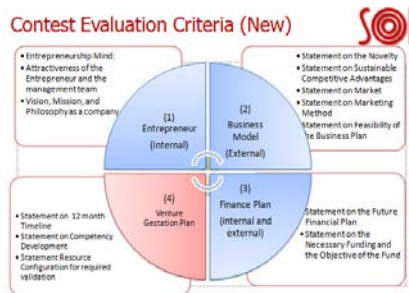 Contest Evaluation Criteria (New)
• Entrepreneurship Mind:
Attractiveness of the
Entrepreneur and the
management team
• Vision, Mission, and
Philosophy as a company
• Statement on the Novelty
• Statement on Sustainable
Competitive Advantages
• Statement on Market
• Statement on Marketing
Method
Statement on Feasibility of
the Business Plan
(1)
Entrepreneur
(Internal)
(2)
Business
Model
(External)
(4)
Venture
Gestation Plan
(3)
Finance Plan
(internal and
external)
• Statement on 12 month
Timeline
• Statement on Competency
Development
• Statement Resource
Configuration for required
validation
Statement on the Future
Financial Plan
• Statement on the
Necessary Funding and
the Objective of the Fund